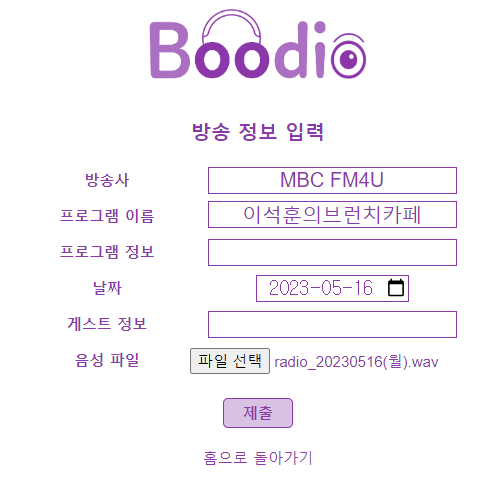 Boodio
방송 정보 입력
방송사 MBC FM4U
프로그램 이름 이석훈의브런치카페
프로그램 정보
날짜 2023-05-16
게스트 정보
음성 파일 파일 선택 radio_20230516(월).wav
제출
홈으로 돌아가기